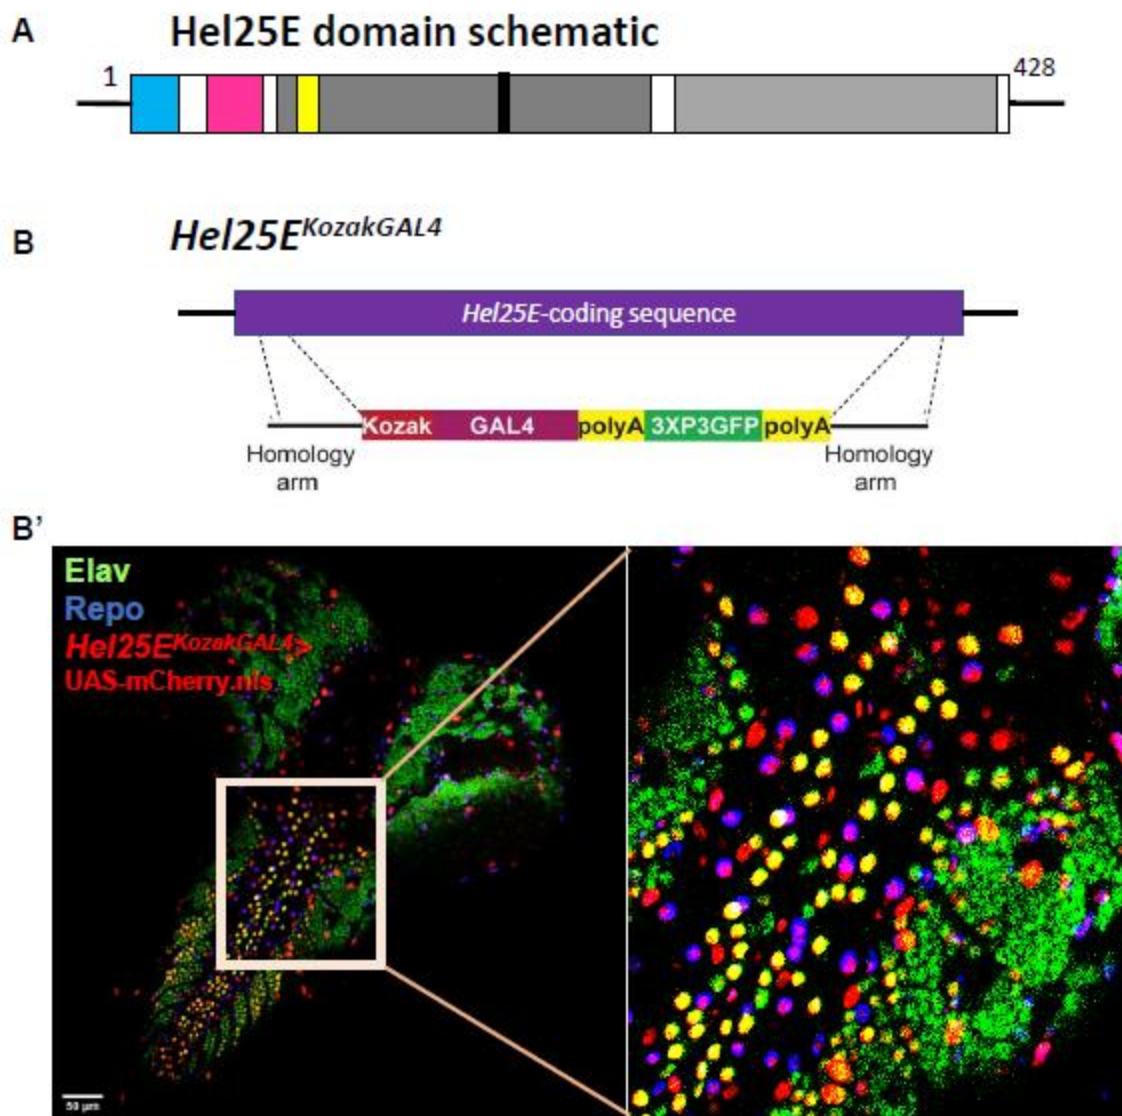 A
Hel25E domain schematic
1
428
B
Hel25E^KozakGAL4
Hel25E-coding sequence
Kozak GAL4 polyA 3XP3GFP polyA
Homology
arm
Homology
arm
B’
Elav
Repo
Hel25E^KozakGAL4>
UAS-mCherry.nls
50 µm